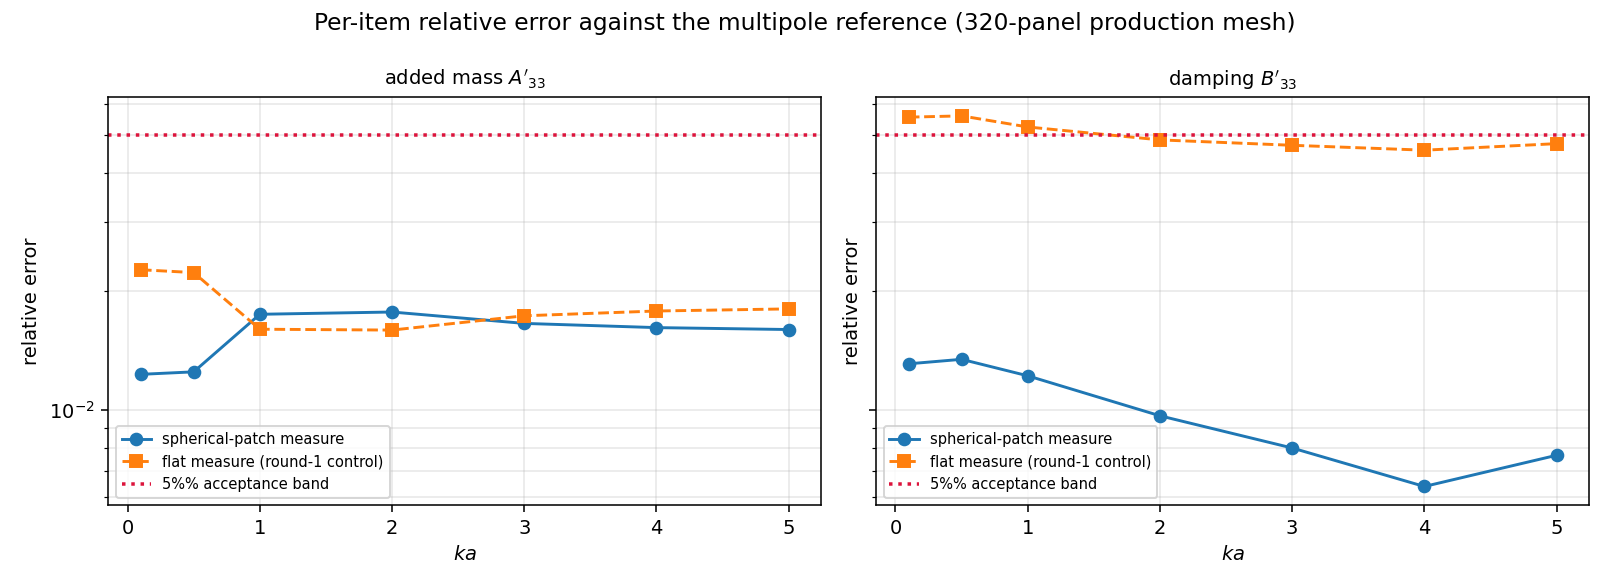 Per-item relative error against the multipole reference (320-panel production mesh)
added mass A′₃₃
relative error
10⁻²
spherical-patch measure
flat measure (round-1 control)
5%% acceptance band
0 1 2 3 4 5
ka
damping B′₃₃
relative error
spherical-patch measure
flat measure (round-1 control)
5%% acceptance band
0 1 2 3 4 5
ka